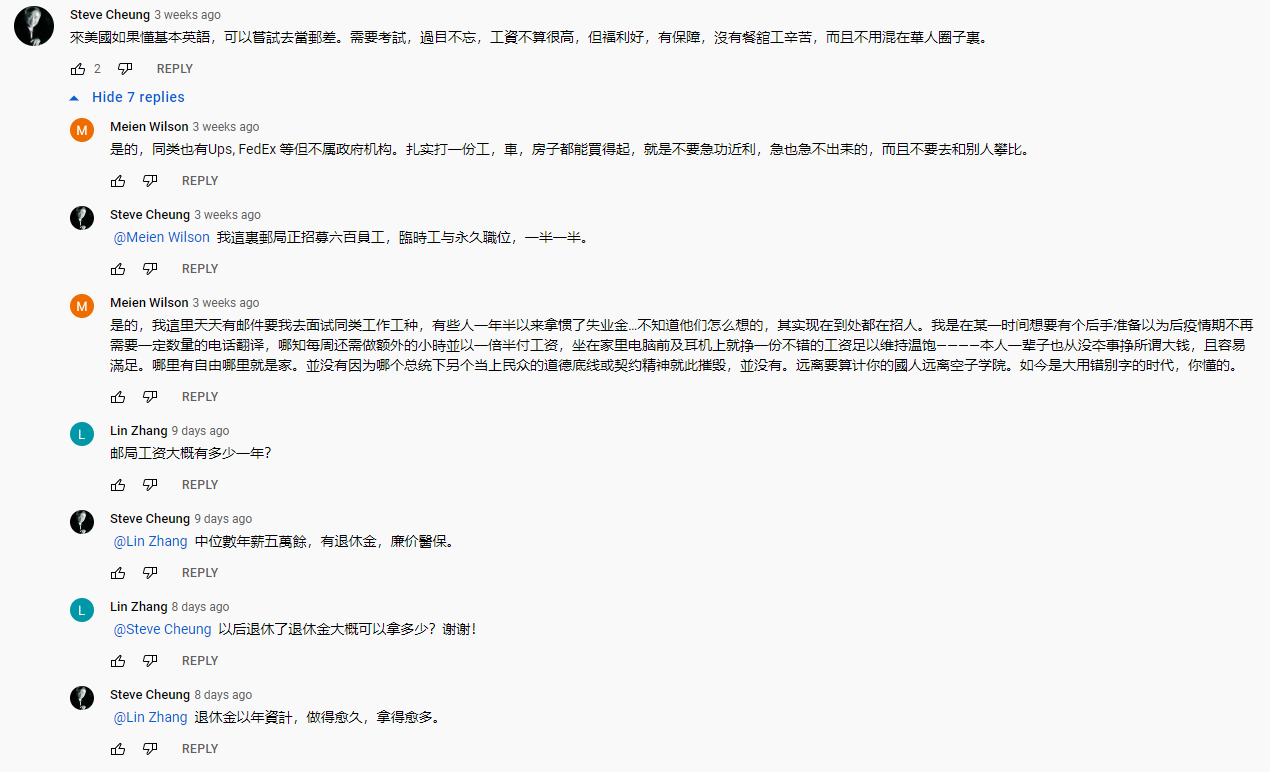 Steve Cheung 3 weeks ago
來美國如果懂基本英語，可以嘗試去當郵差。需要考試，過目不忘，工資不算很高，但福利好，有保障，沒有餐舘工辛苦，而且不用混在華人圈子裏。
2 REPLY
Hide 7 replies
M Meien Wilson 3 weeks ago
是的，同类也有Ups, FedEx 等但不属政府机构。扎实打一份工，車，房子都能買得起，就是不要急功近利，急也急不出耒的，而且不要去和别人攀比。
REPLY
Steve Cheung 3 weeks ago
@Meien Wilson 我這裏郵局正招募六百員工，臨時工与永久職位，一半一半。
REPLY
M Meien Wilson 3 weeks ago
是的，我這里天天有邮件要我去面试同类工作工种，有些人一年半以来拿惯了失业金...不知道他们怎么想的，其实现在到处都在招人。我是在某一时间想要有个后手准备以为后疫情期不再
需要一定数量的电话翻译，哪知每周还需做额外的小時並以一倍半付工资，坐在家里电脑前及耳机上就挣一份不错的工资足以维持温饱————本人一辈子也从没夲事挣所谓大钱，且容易
滿足。哪里有自由哪里就是家。並没有因为哪个总统下另个当上民众的道德底线或契约精神就此摧毁，並没有。远离要算计你的國人远离空子学院。如今是大用错别字的时代，你懂的。
REPLY
L Lin Zhang 9 days ago
邮局工资大概有多少一年？
REPLY
Steve Cheung 9 days ago
@Lin Zhang 中位數年薪五萬餘，有退休金，廉价醫保。
REPLY
L Lin Zhang 8 days ago
@Steve Cheung 以后退休了退休金大概可以拿多少？谢谢！
REPLY
Steve Cheung 8 days ago
@Lin Zhang 退休金以年資計，做得愈久，拿得愈多。
REPLY